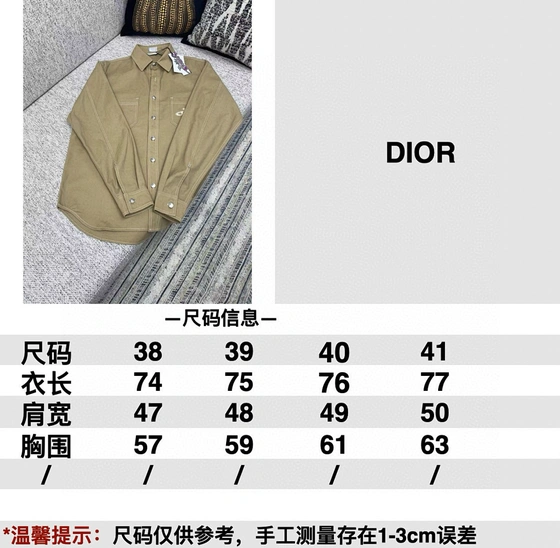 DIOR
—尺码信息—
尺码 38 39 40 41
衣长 74 75 76 77
肩宽 47 48 49 50
胸围 57 59 61 63
/ / / / /
*温馨提示：尺码仅供参考，手工测量存在1-3cm误差